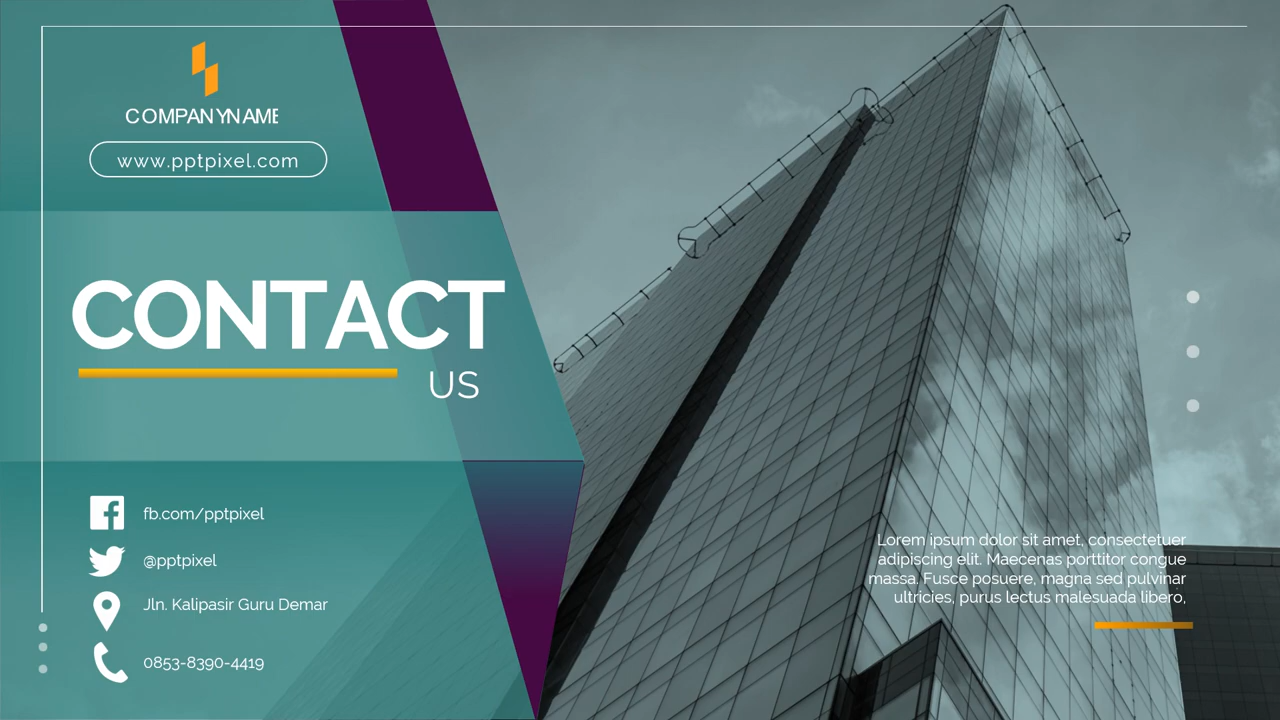 COMPANYNAME
www.pptpixel.com
CONTACT
US
fb.com/pptpixel
@pptpixel
Jln. Kalipasir Guru Demar
0853-8390-4419
Lorem ipsum dolor sit amet, consectetuer
adipiscing elit. Maecenas porttitor congue
massa. Fusce posuere, magna sed pulvinar
ultricies, purus lectus malesuada libero,